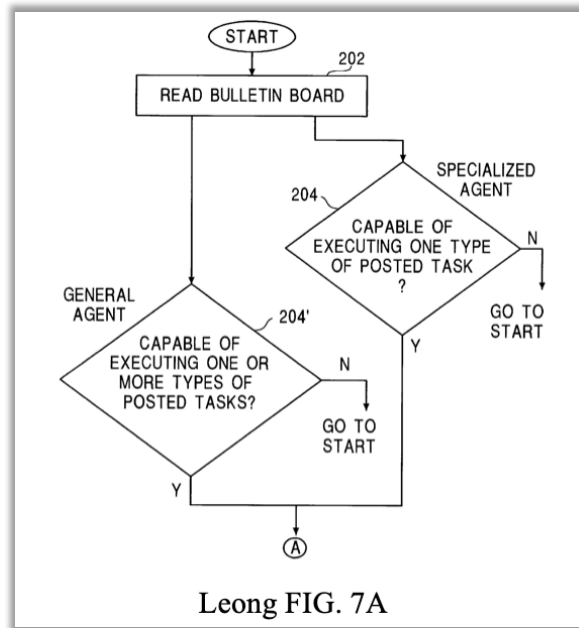 START
202
READ BULLETIN BOARD
SPECIALIZED
AGENT
204
CAPABLE OF
EXECUTING ONE TYPE
OF POSTED TASK
?
N
GO TO
START
Y
GENERAL
AGENT
204'
CAPABLE OF
EXECUTING ONE OR
MORE TYPES OF
POSTED TASKS?
N
GO TO
START
Y
A
Leong FIG. 7A